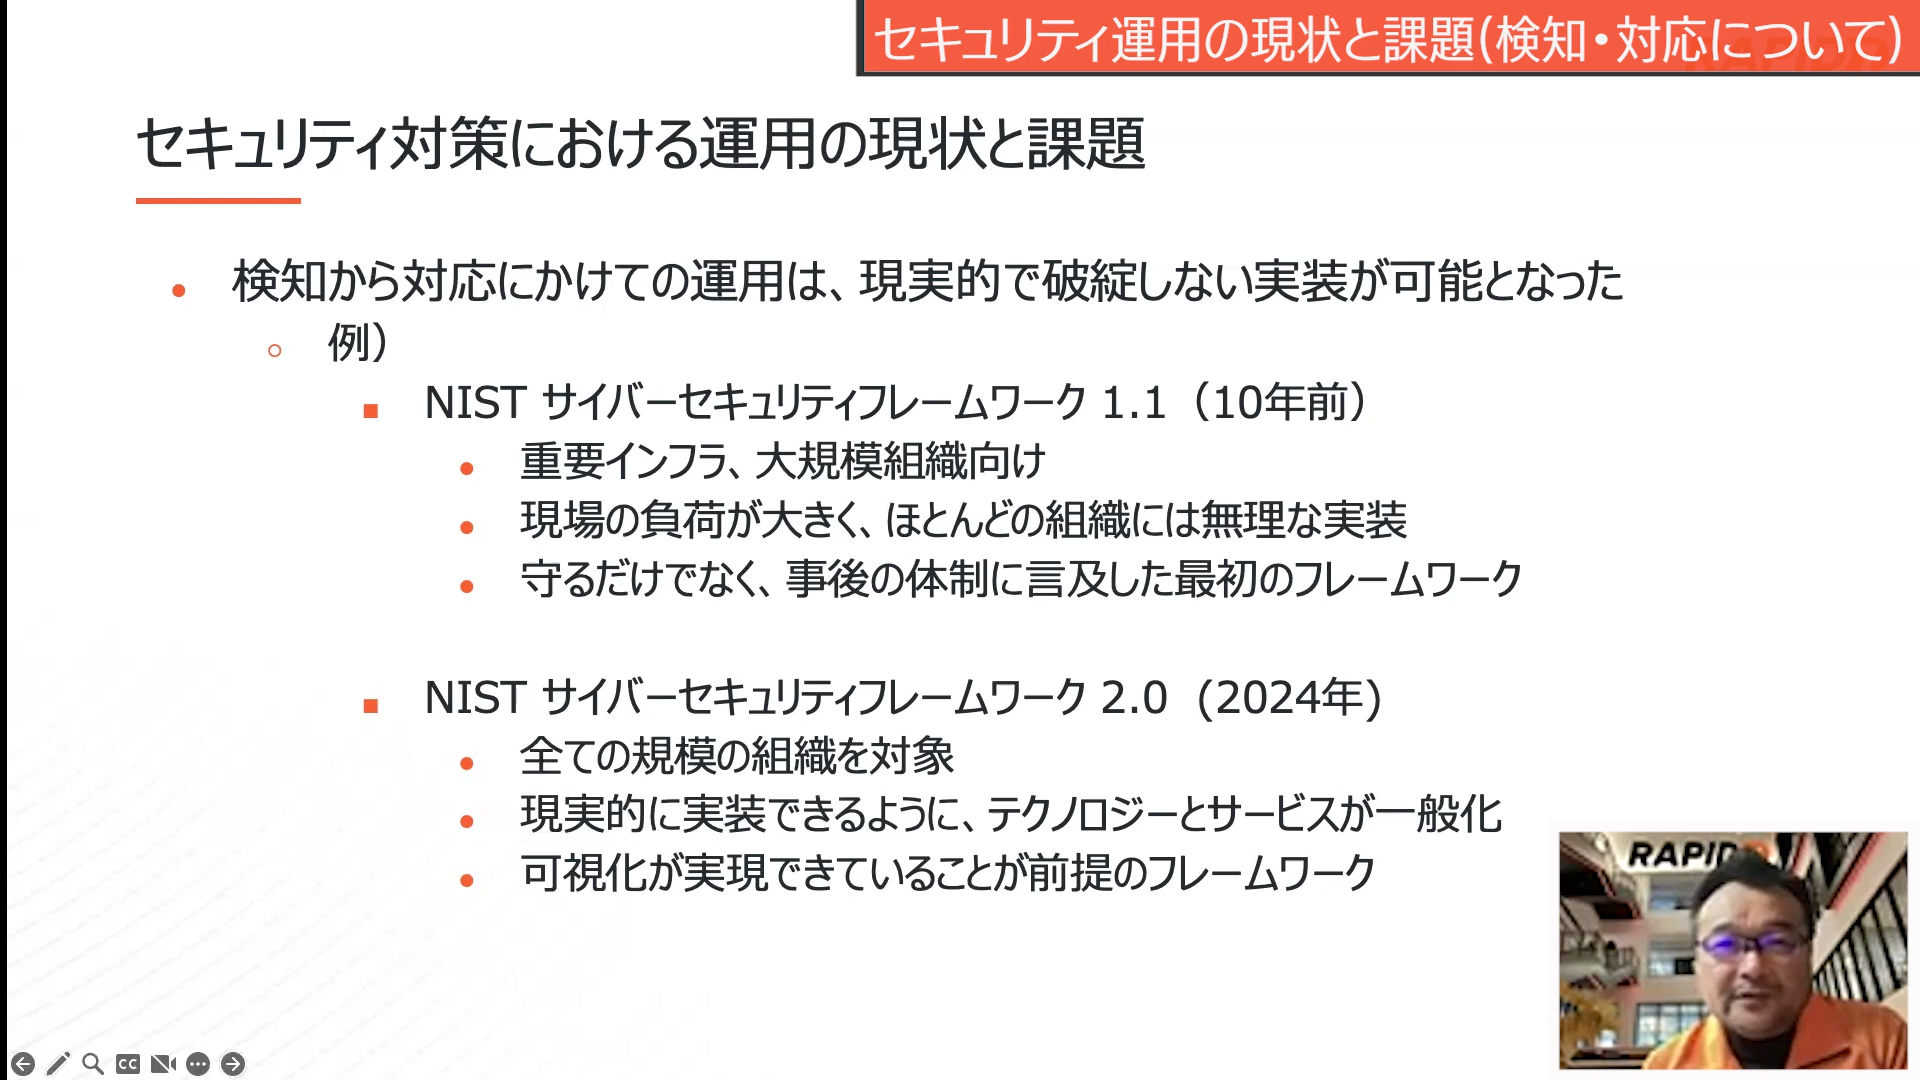 セキュリティ運用の現状と課題(検知・対応について)
セキュリティ対策における運用の現状と課題
検知から対応にかけての運用は、現実的で破綻しない実装が可能となった
例）
NIST サイバーセキュリティフレームワーク 1.1（10年前）
重要インフラ、大規模組織向け
現場の負荷が大きく、ほとんどの組織には無理な実装
守るだけでなく、事後の体制に言及した最初のフレームワーク
NIST サイバーセキュリティフレームワーク 2.0 (2024年)
全ての規模の組織を対象
現実的に実装できるように、テクノロジーとサービスが一般化
可視化が実現できていることが前提のフレームワーク
CC